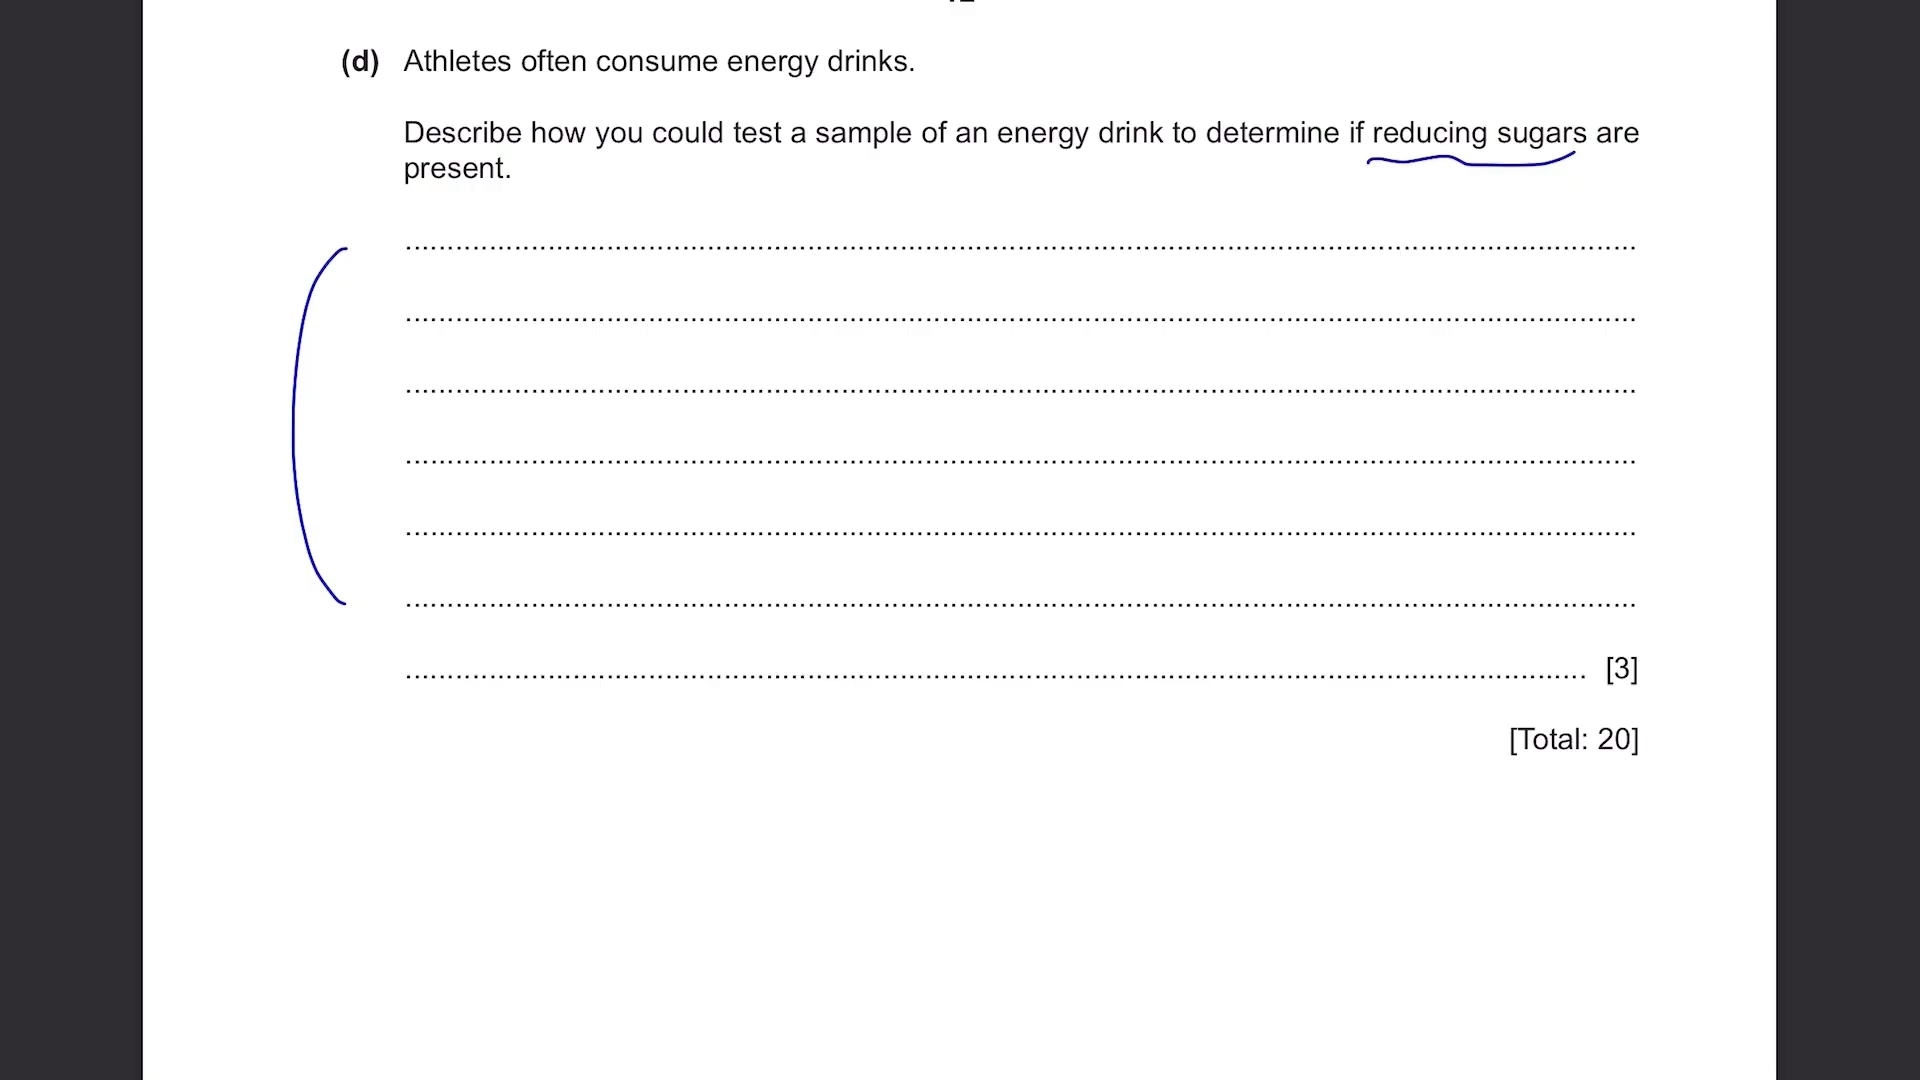 (d) Athletes often consume energy drinks.
Describe how you could test a sample of an energy drink to determine if reducing sugars are
present.
[3]
[Total: 20]